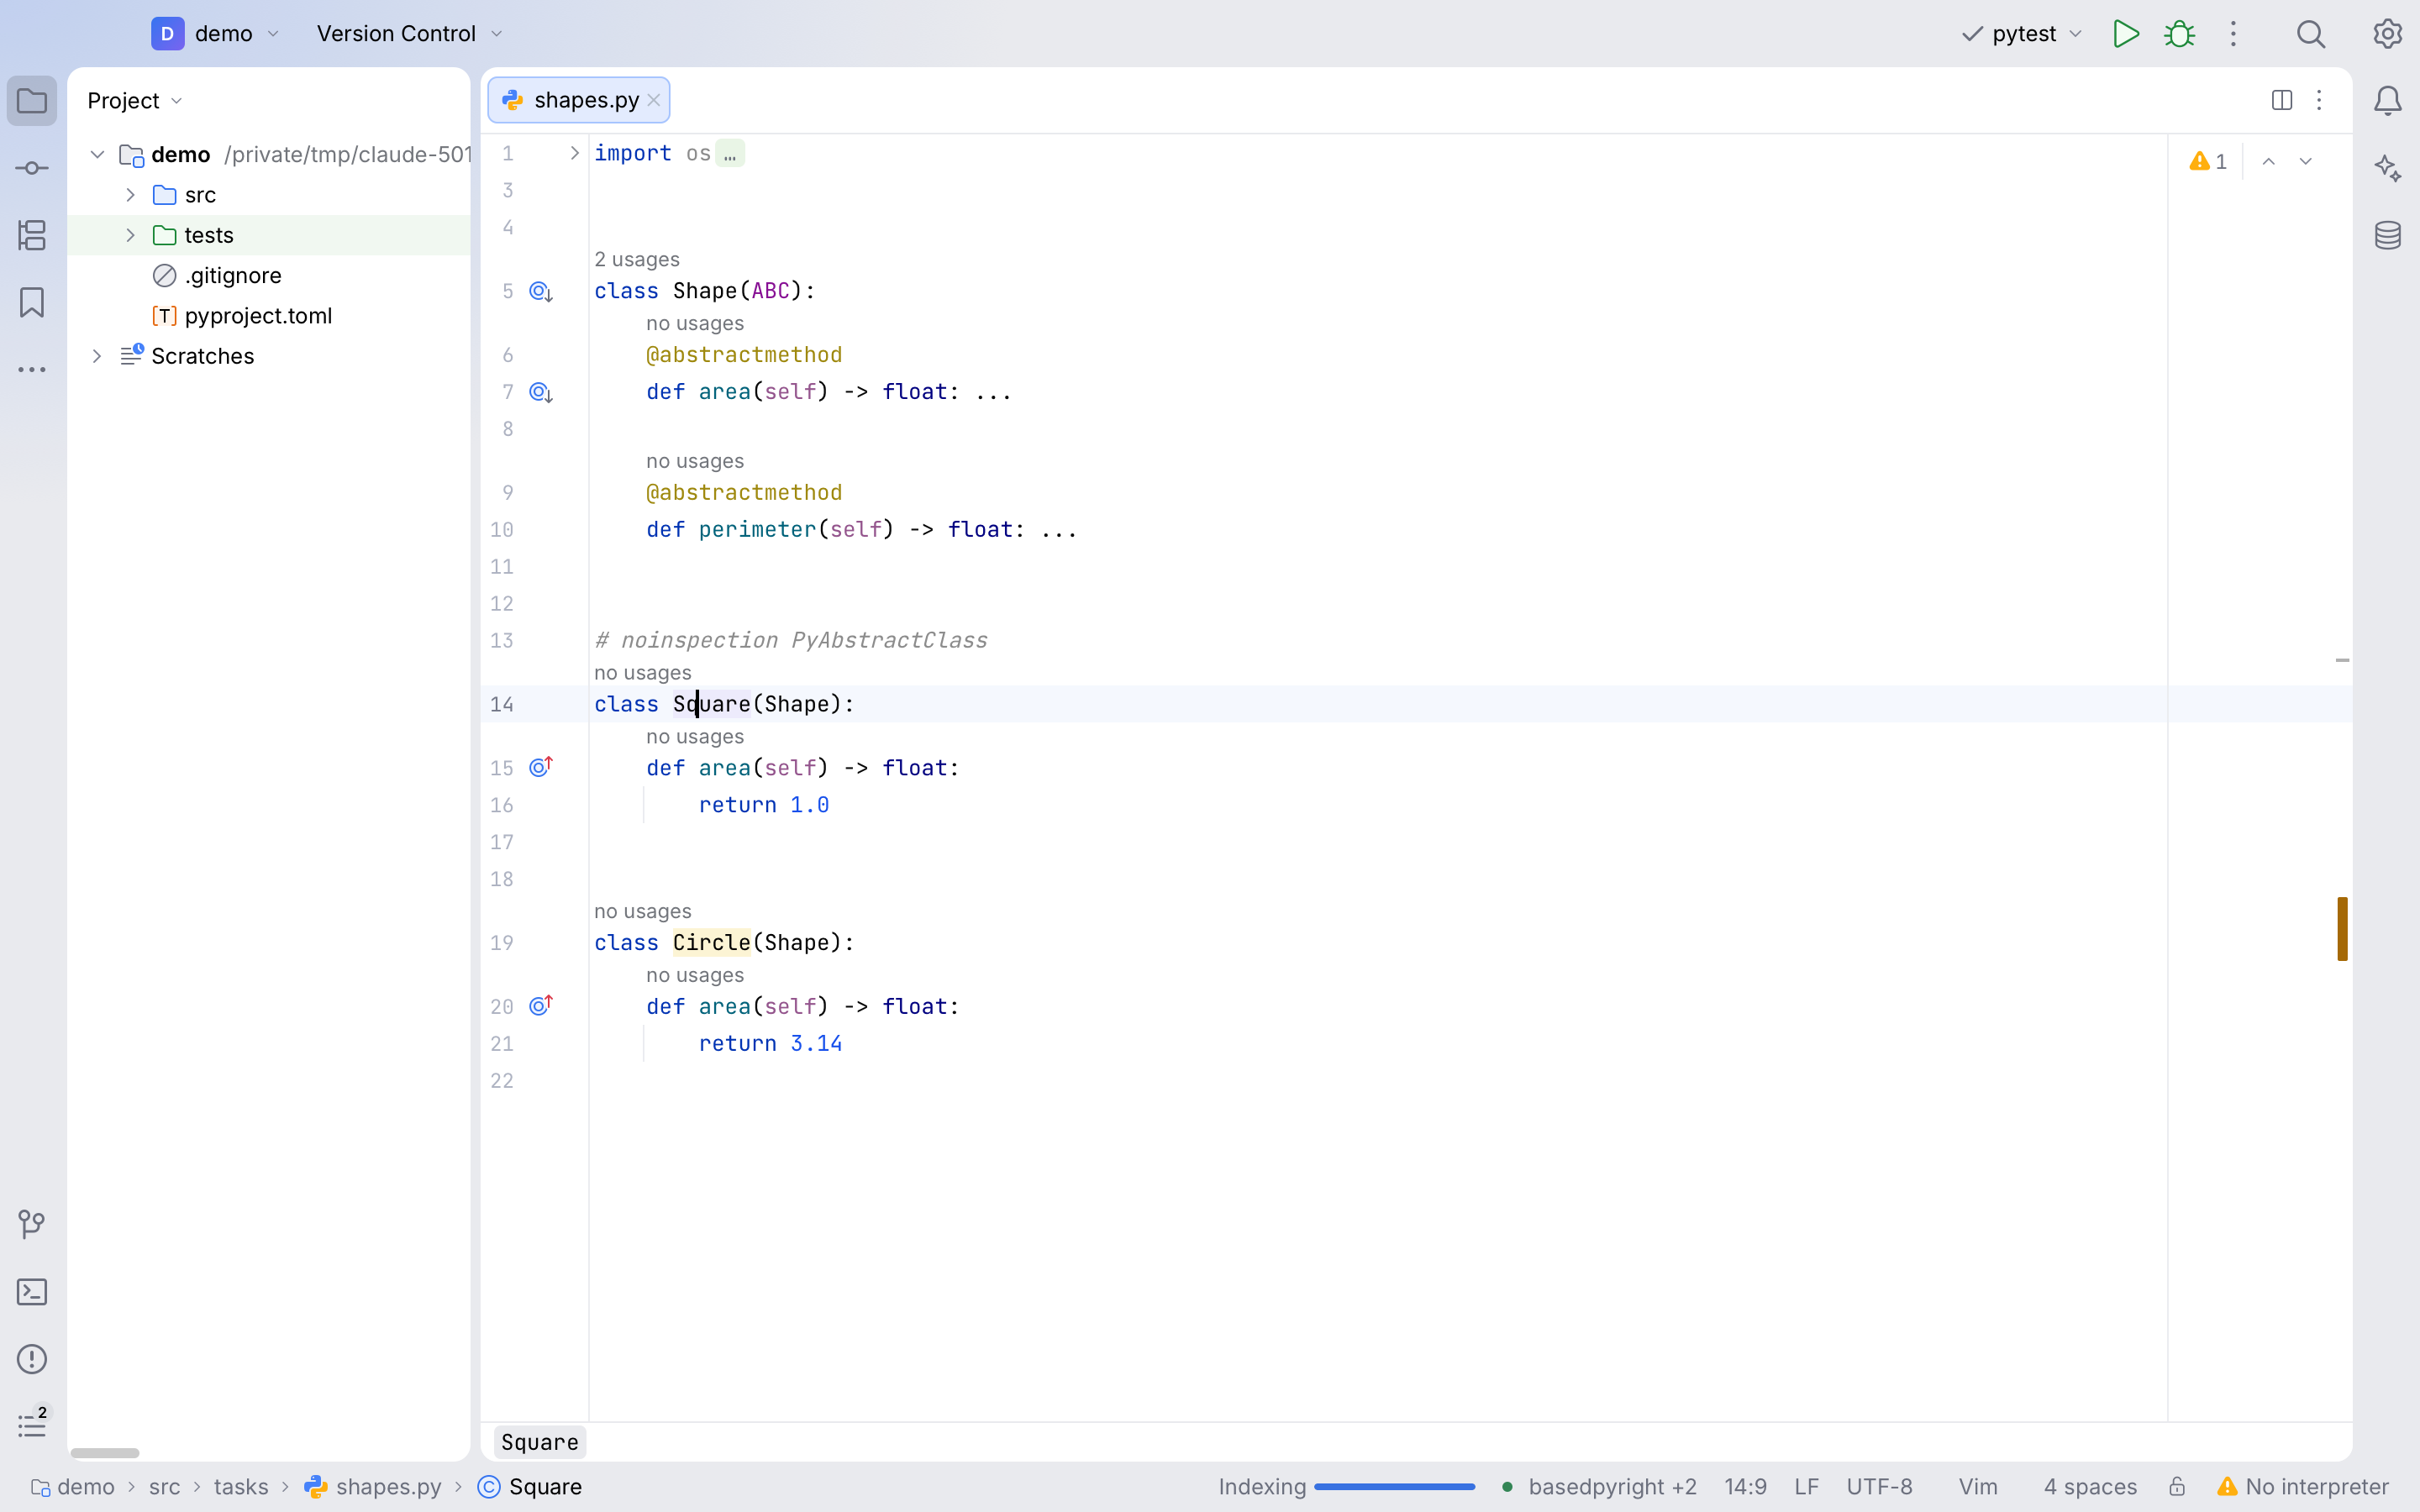 D demo Version Control pytest
Project
shapes.py
demo /private/tmp/claude-501
src
tests
.gitignore
pyproject.toml
Scratches
1 import os...
3
4
2 usages
5 class Shape(ABC):
no usages
6 @abstractmethod
7 def area(self) -> float: ...
8
no usages
9 @abstractmethod
10 def perimeter(self) -> float: ...
11
12
13 # noinspection PyAbstractClass
no usages
14 class Square(Shape):
no usages
15 def area(self) -> float:
16 return 1.0
17
18
no usages
19 class Circle(Shape):
no usages
20 def area(self) -> float:
21 return 3.14
22
1
2
Square
demo › src › tasks › shapes.py › Square
Indexing basedpyright +2 14:9 LF UTF-8 Vim 4 spaces No interpreter